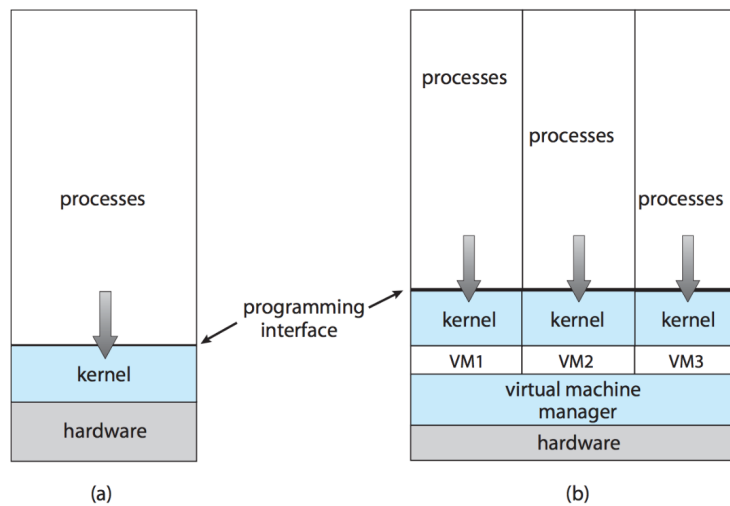 processes
kernel
hardware
(a)
programming
interface
processes
processes
processes
kernel
kernel
kernel
VM1
VM2
VM3
virtual machine
manager
hardware
(b)